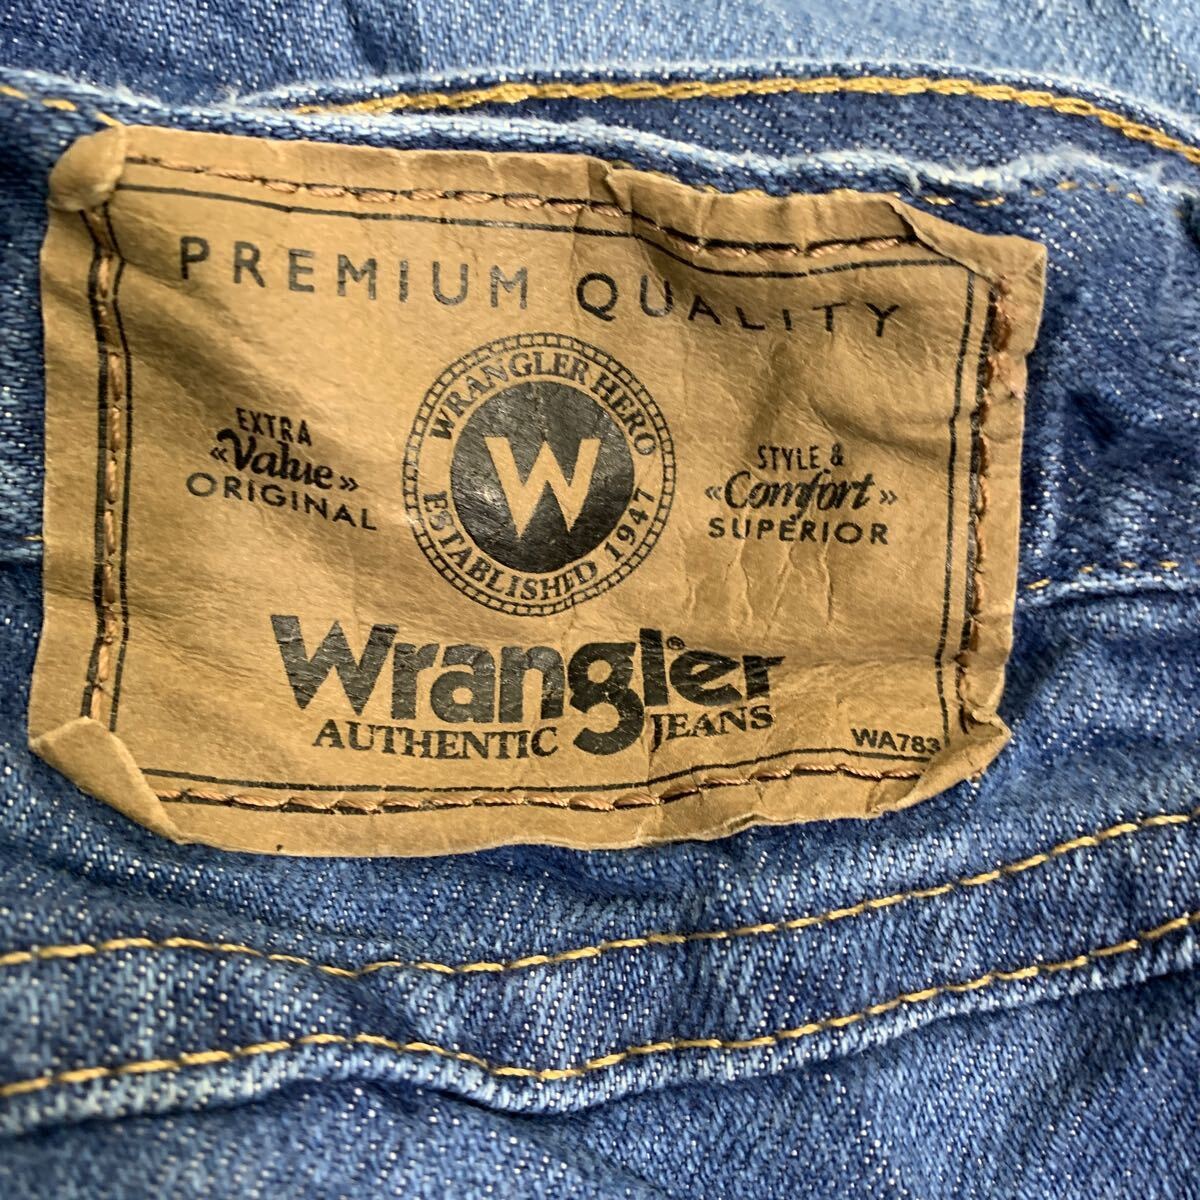 PREMIUM QUALITY
EXTRA
«Value»
ORIGINAL
WRANGLER HERO
W
ESTABLISHED 1947
STYLE &
«Comfort»
SUPERIOR
Wrangler®
AUTHENTIC JEANS
WA783